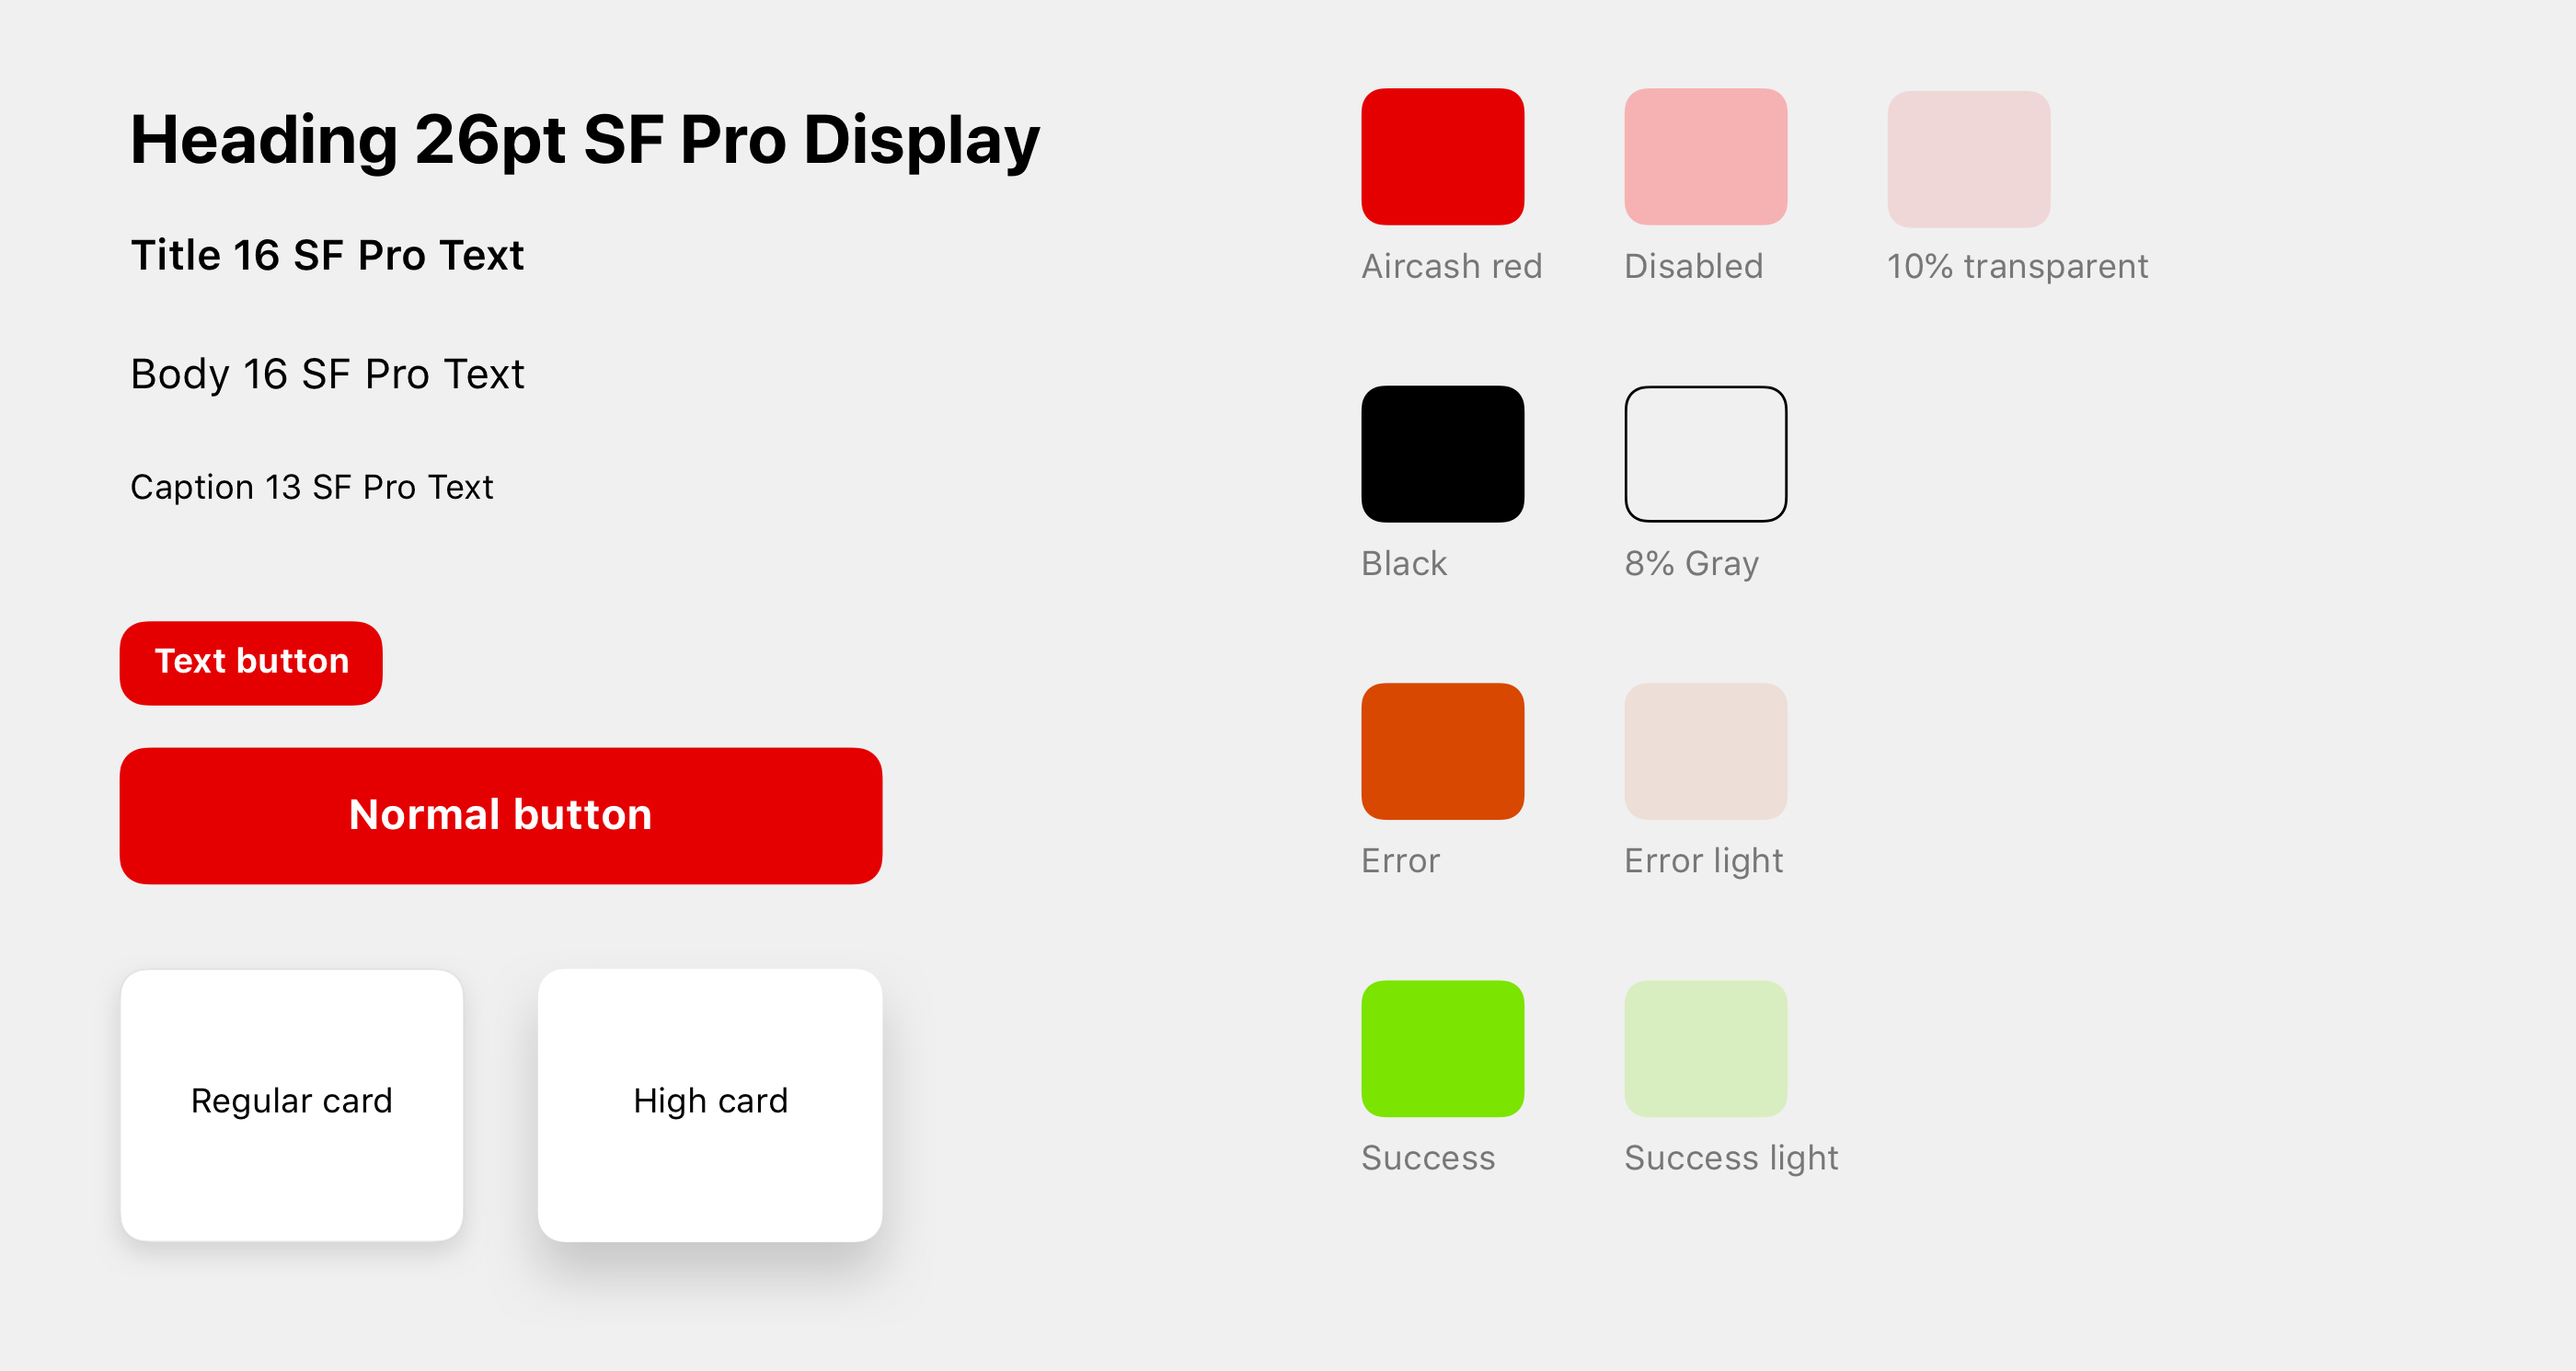 Heading 26pt SF Pro Display
Title 16 SF Pro Text
Body 16 SF Pro Text
Caption 13 SF Pro Text
Text button
Normal button
Regular card
High card
Aircash red
Disabled
10% transparent
Black
8% Gray
Error
Error light
Success
Success light